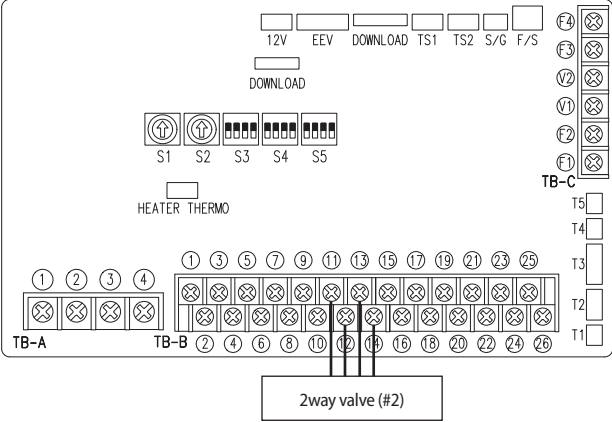 12V EEV DOWNLOAD TS1 TS2 S/G F/S
DOWNLOAD
F4
F3
V2
V1
F2
F1
TB-C
S1 S2 S3 S4 S5
HEATER THERMO
T5
T4
T3
T2
T1
1 2 3 4
TB-A
1 3 5 7 9 11 13 15 17 19 21 23 25
TB-B 2 4 6 8 10 12 14 16 18 20 22 24 26
2way valve (#2)